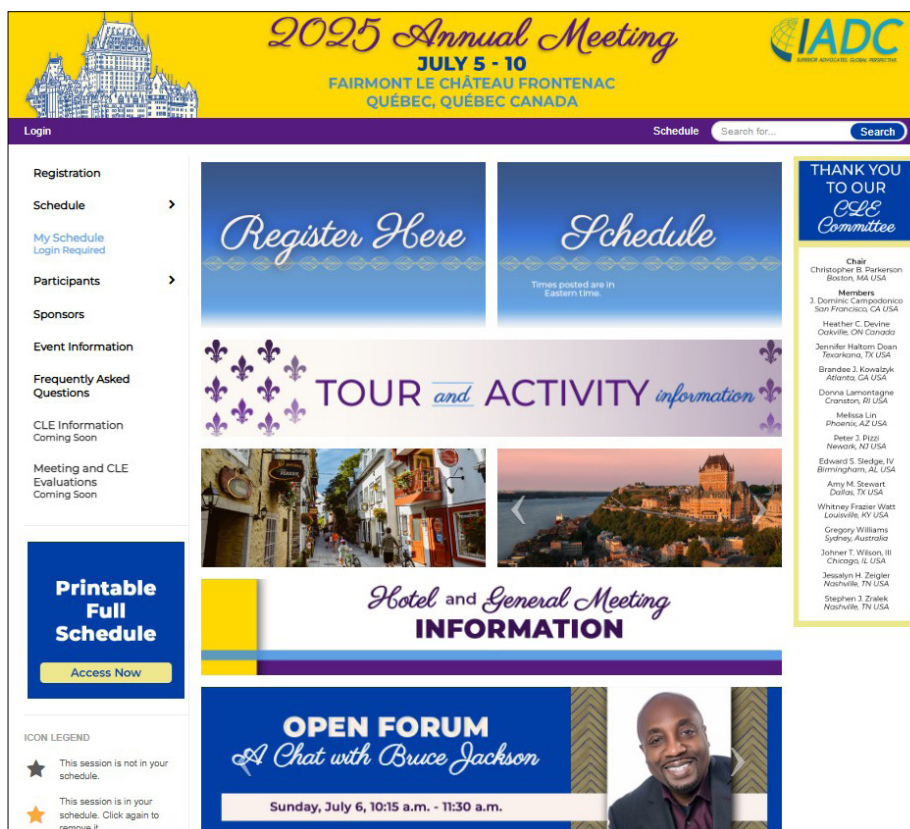 2025 Annual Meeting
JULY 5 - 10
FAIRMONT LE CHÂTEAU FRONTENAC
QUÉBEC, QUÉBEC CANADA
IADC
SUPERIOR ADVOCATES. GLOBAL PERSPECTIVE.
Login
Schedule
Search for...
Search
Registration
Schedule
My Schedule
Login Required
Participants
Sponsors
Event Information
Frequently Asked
Questions
CLE Information
Coming Soon
Meeting and CLE
Evaluations
Coming Soon
Printable
Full
Schedule
Access Now
ICON LEGEND
This session is not in your
schedule.
This session is in your
schedule. Click again to
remove it.
Register Here
Schedule
Times posted are in
Eastern time.
TOUR and ACTIVITY information
Hotel and General Meeting
INFORMATION
OPEN FORUM
A Chat with Bruce Jackson
Sunday, July 6, 10:15 a.m. - 11:30 a.m.
THANK YOU
TO OUR
CLE
Committee
Chair
Christopher B. Parkerson
Boston, MA USA
Members
J. Dominic Campodonico
San Francisco, CA USA
Heather C. Devine
Oakville, ON Canada
Jennifer Haltom Doan
Texarkana, TX USA
Brandee J. Kowalzyk
Atlanta, GA USA
Donna Lamontagne
Cranston, RI USA
Melissa Lin
Phoenix, AZ USA
Peter J. Pizzi
Newark, NJ USA
Edward S. Sledge, IV
Birmingham, AL USA
Amy M. Stewart
Dallas, TX USA
Whitney Frazier Watt
Louisville, KY USA
Gregory Williams
Sydney, Australia
Johner T. Wilson, III
Chicago, IL USA
Jessalyn H. Zeigler
Nashville, TN USA
Stephen J. Zralek
Nashville, TN USA